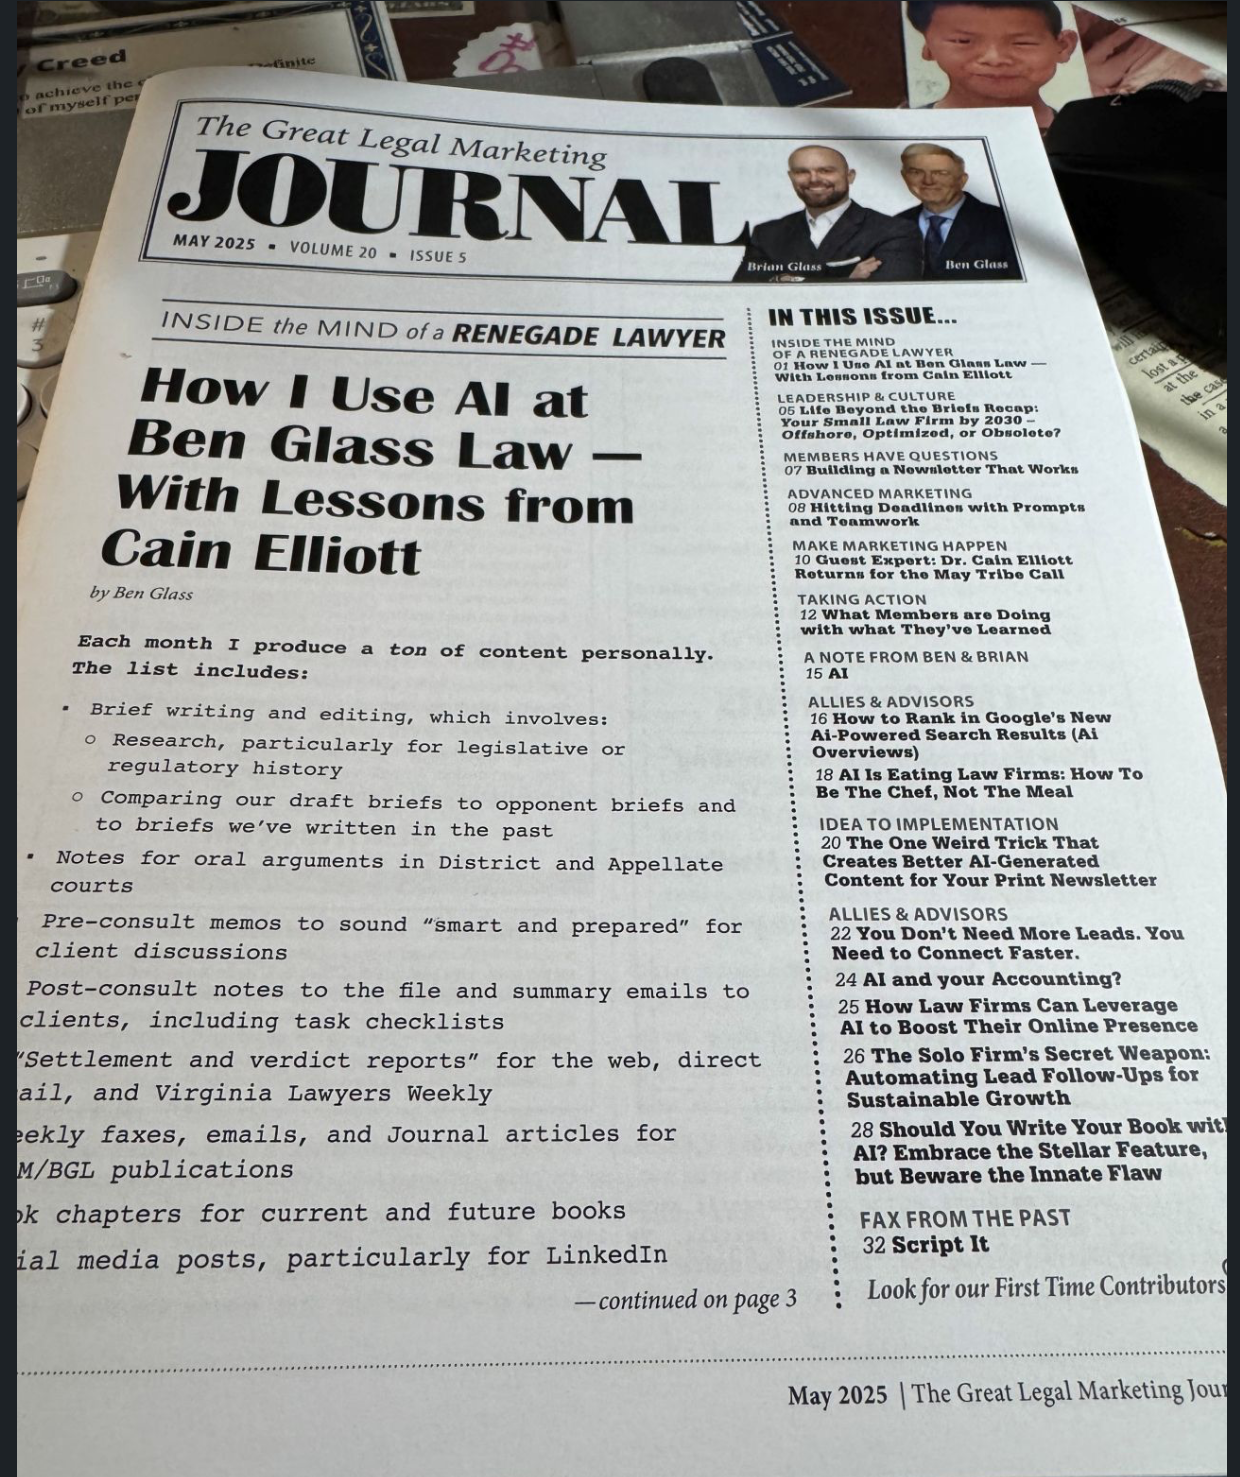 Creed
Definite
achieve the
of myself
The Great Legal Marketing
JOURNAL
MAY 2025 ▪ VOLUME 20 ▪ ISSUE 5
Brian Glass
Ben Glass
#
3
INSIDE the MIND of a RENEGADE LAWYER
How I Use AI at
Ben Glass Law —
With Lessons from
Cain Elliott
by Ben Glass
Each month I produce a ton of content personally.
The list includes:
▪ Brief writing and editing, which involves:
○ Research, particularly for legislative or
regulatory history
○ Comparing our draft briefs to opponent briefs and
to briefs we've written in the past
▪ Notes for oral arguments in District and Appellate
courts
Pre-consult memos to sound "smart and prepared" for
client discussions
Post-consult notes to the file and summary emails to
clients, including task checklists
"Settlement and verdict reports" for the web, direct
ail, and Virginia Lawyers Weekly
eekly faxes, emails, and Journal articles for
M/BGL publications
ok chapters for current and future books
ial media posts, particularly for LinkedIn
—continued on page 3
IN THIS ISSUE...
INSIDE THE MIND
OF A RENEGADE LAWYER
01 How I Use AI at Ben Glass Law —
With Lessons from Cain Elliott
LEADERSHIP & CULTURE
05 Life Beyond the Briefs Recap:
Your Small Law Firm by 2030 –
Offshore, Optimized, or Obsolete?
MEMBERS HAVE QUESTIONS
07 Building a Newsletter That Works
ADVANCED MARKETING
08 Hitting Deadlines with Prompts
and Teamwork
MAKE MARKETING HAPPEN
10 Guest Expert: Dr. Cain Elliott
Returns for the May Tribe Call
TAKING ACTION
12 What Members are Doing
with what They've Learned
A NOTE FROM BEN & BRIAN
15 AI
ALLIES & ADVISORS
16 How to Rank in Google's New
Ai-Powered Search Results (Ai
Overviews)
18 AI Is Eating Law Firms: How To
Be The Chef, Not The Meal
IDEA TO IMPLEMENTATION
20 The One Weird Trick That
Creates Better AI-Generated
Content for Your Print Newsletter
ALLIES & ADVISORS
22 You Don't Need More Leads. You
Need to Connect Faster.
24 AI and your Accounting?
25 How Law Firms Can Leverage
AI to Boost Their Online Presence
26 The Solo Firm's Secret Weapon:
Automating Lead Follow-Ups for
Sustainable Growth
28 Should You Write Your Book with
AI? Embrace the Stellar Feature,
but Beware the Innate Flaw
FAX FROM THE PAST
32 Script It
Look for our First Time Contributors
May 2025 | The Great Legal Marketing Jour